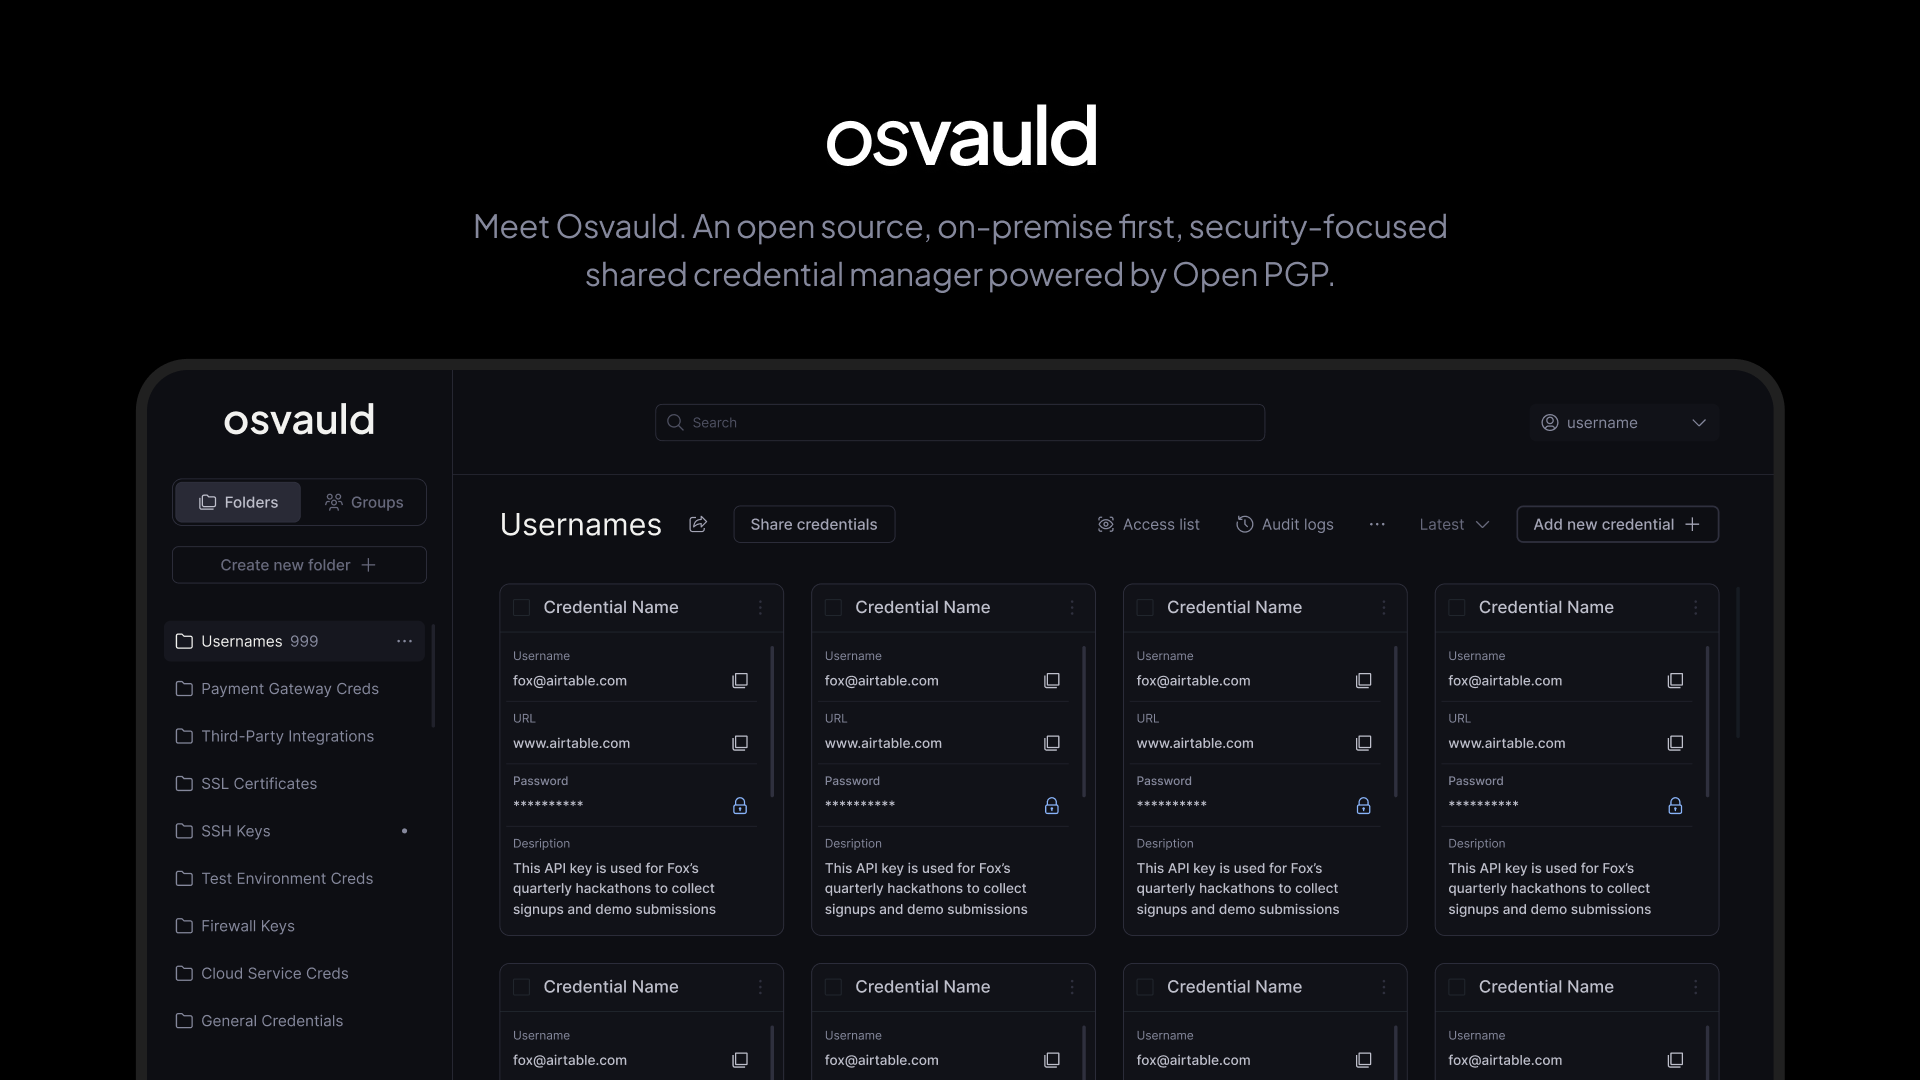 osvauld
Meet Osvauld. An open source, on-premise first, security-focused
shared credential manager powered by Open PGP.
osvauld
Search
username
Folders
Groups
Create new folder
Usernames 999
Payment Gateway Creds
Third-Party Integrations
SSL Certificates
SSH Keys
Test Environment Creds
Firewall Keys
Cloud Service Creds
General Credentials
Usernames
Share credentials
Access list
Audit logs
Latest
Add new credential
Credential Name
Username
fox@airtable.com
URL
www.airtable.com
Password
**********
Desription
This API key is used for Fox’s
quarterly hackathons to collect
signups and demo submissions
Credential Name
Username
fox@airtable.com
URL
www.airtable.com
Password
**********
Desription
This API key is used for Fox’s
quarterly hackathons to collect
signups and demo submissions
Credential Name
Username
fox@airtable.com
URL
www.airtable.com
Password
**********
Desription
This API key is used for Fox’s
quarterly hackathons to collect
signups and demo submissions
Credential Name
Username
fox@airtable.com
URL
www.airtable.com
Password
**********
Desription
This API key is used for Fox’s
quarterly hackathons to collect
signups and demo submissions
Credential Name
Username
fox@airtable.com
Credential Name
Username
fox@airtable.com
Credential Name
Username
fox@airtable.com
Credential Name
Username
fox@airtable.com